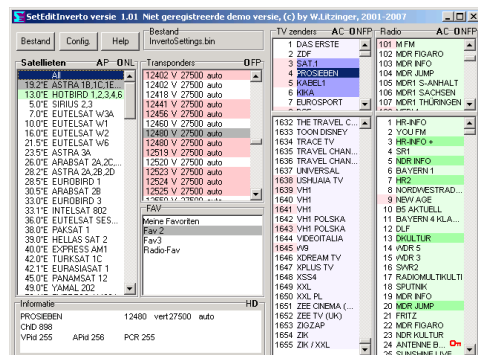 SetEditInverto versie 1.01 Niet geregistreerde demo versie, (c) by W.Litzinger, 2001-2007
Bestand
Config.
Help
Bestand
InvertoSettings.bin
Satellieten AP ONL
All
19.2°E ASTRA 1B,1C,1E...
13.0°E HOTBIRD 1,2,3,4,6
5.0°E SIRIUS 2,3
7.0°E EUTELSAT W3A
10.0°E EUTELSAT W1
16.0°E EUTELSAT W2
21.5°E EUTELSAT W6
23.5°E ASTRA 3A
26.0°E ARABSAT 2A,2C,...
28.2°E ASTRA 2A,2B,2D
28.5°E EUROBIRD 1
30.5°E ARABSAT 2B
33.0°E EUROBIRD 3
33.1°E INTELSAT 802
36.0°E EUTELSAT SES...
38.0°E PAKSAT 1
39.0°E HELLAS SAT 2
40.0°E EXPRESS AM1
42.0°E TURKSAT 1C
42.1°E EURASIASAT 1
45.0°E PANAMSAT 12
49.0°E YAMAL 202
Transponders OFP
12402 V 27500 auto
12402 V 27500 auto
12418 V 27500 auto
12441 V 27500 auto
12456 V 27500 auto
12460 V 27500 auto
12480 V 27500 auto
12480 V 27500 auto
12519 V 27500 auto
12520 V 27500 auto
12523 V 27500 auto
12524 V 27500 auto
12525 V 27500 auto
12552 V 27500 auto
FAV
Meine Favoriten
Fav 2
Fav3
Radio-Fav
Informatie HD
PROSIEBEN 12480 vert 27500 auto
ChID 898
VPid 255 APid 256 PCR 255
TV zenders AC ONFP
1 DAS ERSTE
2 ZDF
3 SAT.1
4 PROSIEBEN
5 KABEL1
6 KIKA
7 EUROSPORT
1632 THE TRAVEL C...
1633 TOON DISNEY
1634 TRACE TV
1635 TRAVEL CHAN...
1636 TRAVEL CHAN...
1637 UNIVERSAL
1638 USHUAIA TV
1639 VH1
1640 VH1
1641 VH1
1642 VH1 POLSKA
1643 VH1 POLSKA
1644 VIDEOITALIA
1645 W9
1646 XDREAM TV
1647 XPLUS TV
1648 XSS4
1649 XXL
1650 XXL PL
1651 ZEE CINEMA (...
1652 ZEE TV (UK)
1653 ZIGZAP
1654 ZIK
1655 ZIK / XXL
Radio AC ONFP
101 M FM
102 MDR FIGARO
103 MDR INFO
104 MDR JUMP
105 MDR1 S-ANHALT
106 MDR1 SACHSEN
107 MDR1 THÜRINGEN
1 HR-INFO
2 YOU FM
3 HR-INFO +
4 SR1
5 NDR INFO
6 BAYERN 1
7 HR2
8 NORDWESTRAD...
9 NEW AGE
10 B5 AKTUELL
11 BAYERN 4 KLA...
12 DLF
13 DKULTUR
14 WDR 5
15 WDR 3
16 SWR2
17 RADIOMULTIKULTI
18 SPUTNIK
19 MDR INFO
20 MDR JUMP
21 FRITZ
22 MDR FIGARO
23 NDR KULTUR
24 ANTENNE B...
25 SUNSHINE LIVE